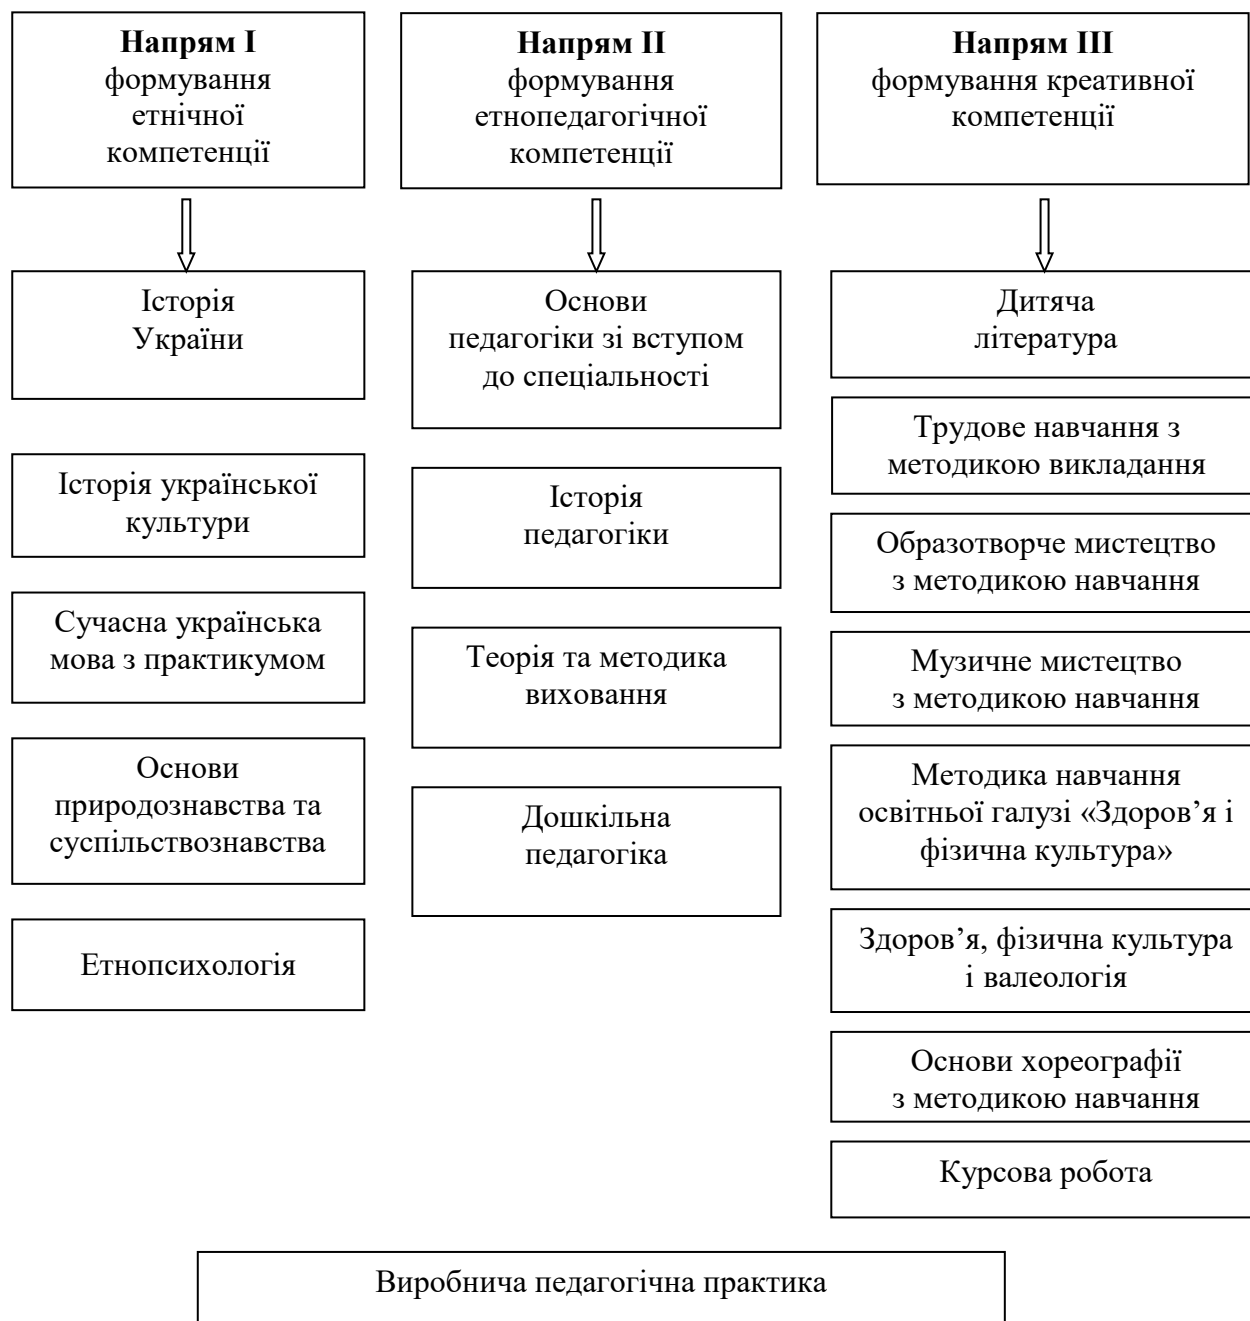 Напрям І
формування
етнічної
компетенції
Напрям ІІ
формування
етнопедагогічної
компетенції
Напрям ІІІ
формування креативної
компетенції
Історія
України
Історія української
культури
Сучасна українська
мова з практикумом
Основи
природознавства та
суспільствознавства
Етнопсихологія
Основи
педагогіки зі вступом
до спеціальності
Історія
педагогіки
Теорія та методика
виховання
Дошкільна
педагогіка
Дитяча
література
Трудове навчання з
методикою викладання
Образотворче мистецтво
з методикою навчання
Музичне мистецтво
з методикою навчання
Методика навчання
освітньої галузі «Здоров’я і
фізична культура»
Здоров’я, фізична культура
і валеологія
Основи хореографії
з методикою навчання
Курсова робота
Виробнича педагогічна практика